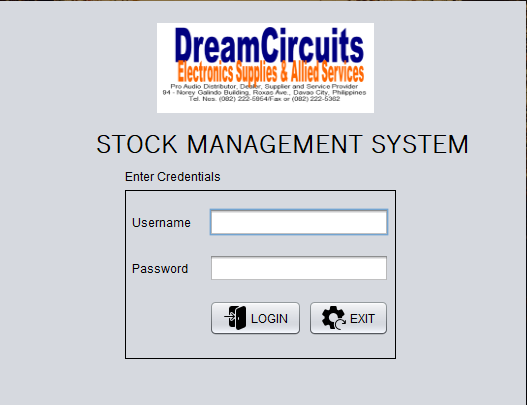 DreamCircuits
Electronics Supplies & Allied Services
Pro Audio Distributor, Dealer, Supplier and Service Provider
94 - Noney Galindo Building, Roxas Ave., Davao City, Philippines
Tel. Nos. (082) 222-5954/Fax or (082) 222-5362
STOCK MANAGEMENT SYSTEM
Enter Credentials
Username
Password
LOGIN EXIT